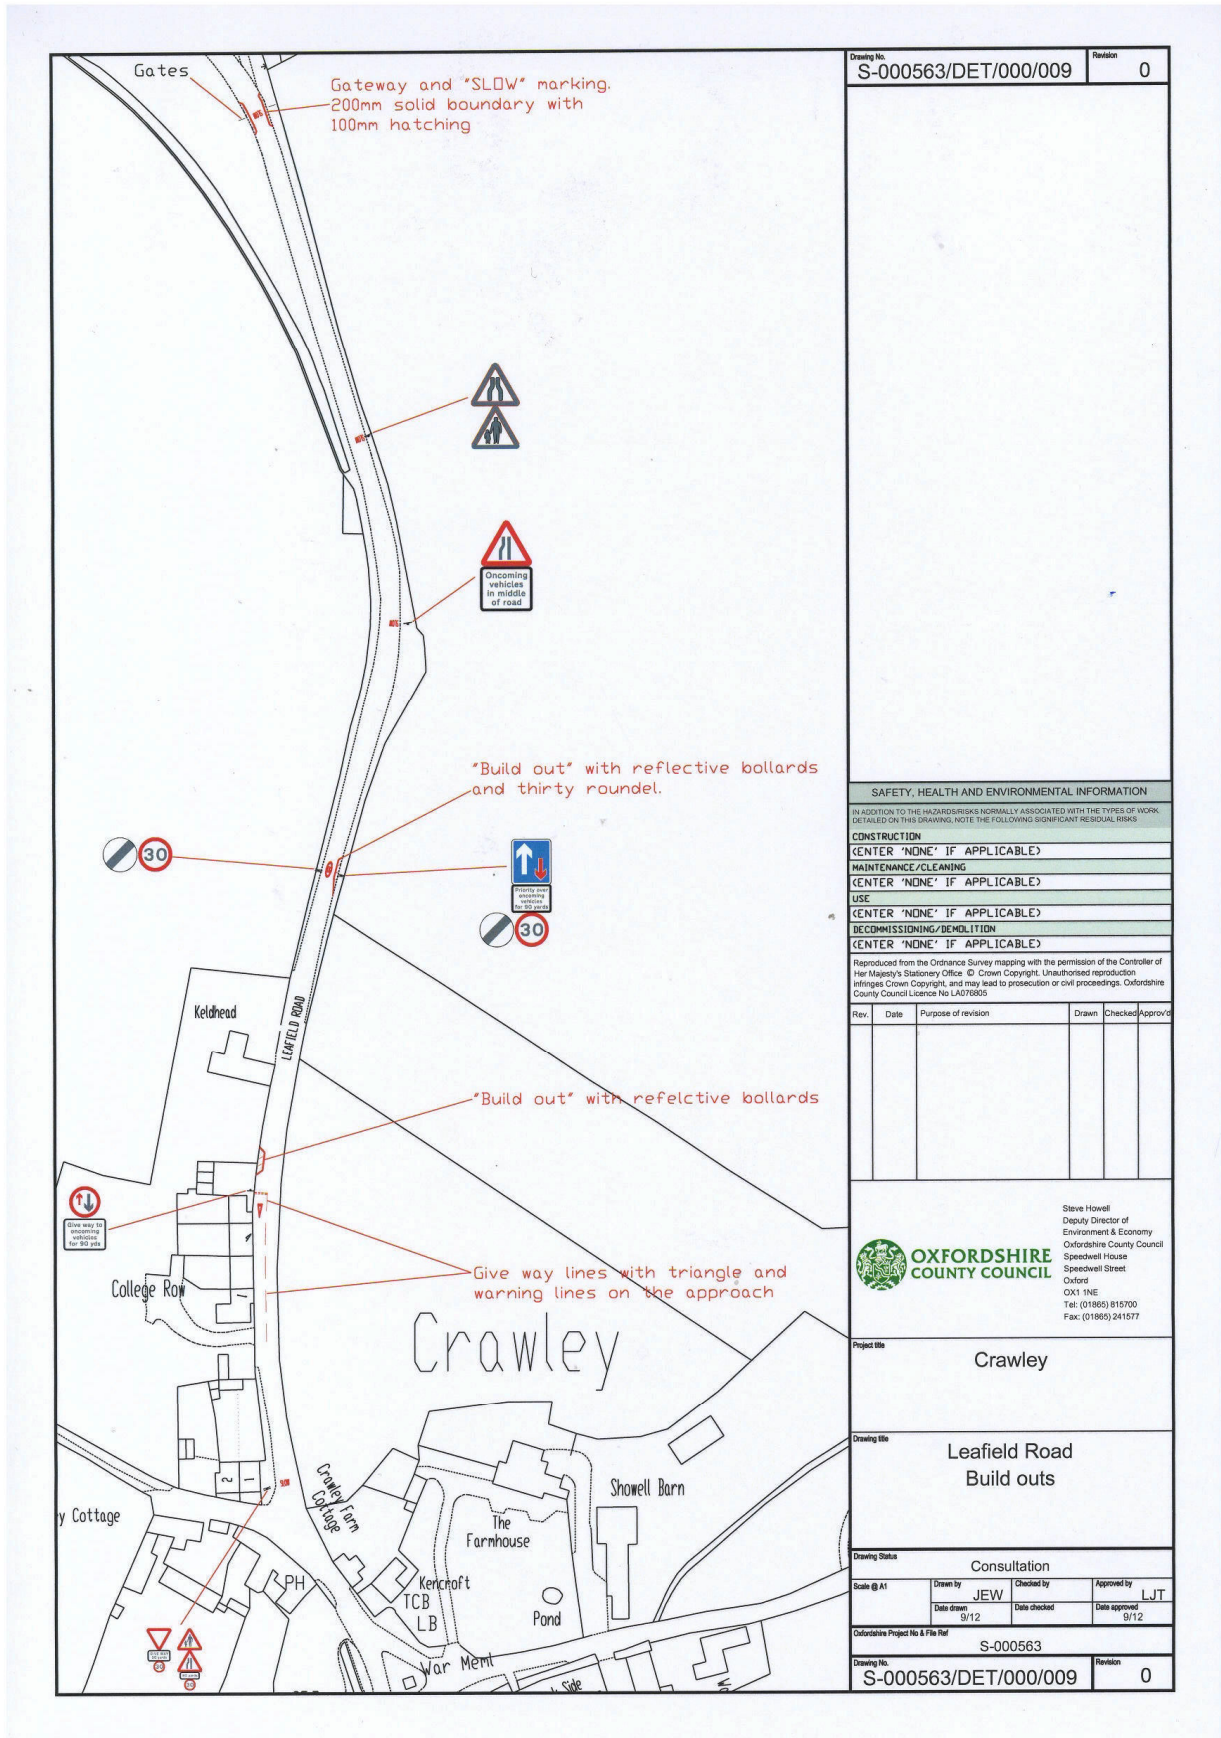 Gates
Gateway and "SLOW" marking.
200mm solid boundary with
100mm hatching
Oncoming
vehicles
in middle
of road
"Build out" with reflective bollards
and thirty roundel.
30
Priority over
oncoming
vehicles
for 90 yards
30
Keldhead
LEAFIELD ROAD
"Build out" with refelctive bollards
Give way to
oncoming
vehicles
for 90 yds
College Row
1
Give way lines with triangle and
warning lines on the approach
Crawley
2
1
SLOW
y Cottage
Crawley Farm
Cottage
The
Farmhouse
Showell Barn
PH
Kencroft
TCB
LB
Pond
War Meml
Side
Drawing No.
S-000563/DET/000/009
Revision
0
SAFETY, HEALTH AND ENVIRONMENTAL INFORMATION
IN ADDITION TO THE HAZARDS/RISKS NORMALLY ASSOCIATED WITH THE TYPES OF WORK
DETAILED ON THIS DRAWING, NOTE THE FOLLOWING SIGNIFICANT RESIDUAL RISKS
CONSTRUCTION
(ENTER 'NONE' IF APPLICABLE)
MAINTENANCE/CLEANING
(ENTER 'NONE' IF APPLICABLE)
USE
(ENTER 'NONE' IF APPLICABLE)
DECOMMISSIONING/DEMOLITION
(ENTER 'NONE' IF APPLICABLE)
Reproduced from the Ordnance Survey mapping with the permission of the Controller of
Her Majesty's Stationery Office © Crown Copyright. Unauthorised reproduction
infringes Crown Copyright, and may lead to prosecution or civil proceedings. Oxfordshire
County Council Licence No LA076805
Rev. Date Purpose of revision Drawn Checked Approv'd
OXFORDSHIRE
COUNTY COUNCIL
Steve Howell
Deputy Director of
Environment & Economy
Oxfordshire County Council
Speedwell House
Speedwell Street
Oxford
OX1 1NE
Tel: (01865) 815700
Fax: (01865) 241577
Project title
Crawley
Drawing title
Leafield Road
Build outs
Drawing Status
Consultation
Scale @ A1
Drawn by
JEW
Checked by
Approved by
LJT
Date drawn
9/12
Date checked
Date approved
9/12
Oxfordshire Project No & File Ref
S-000563
Drawing No.
S-000563/DET/000/009
Revision
0